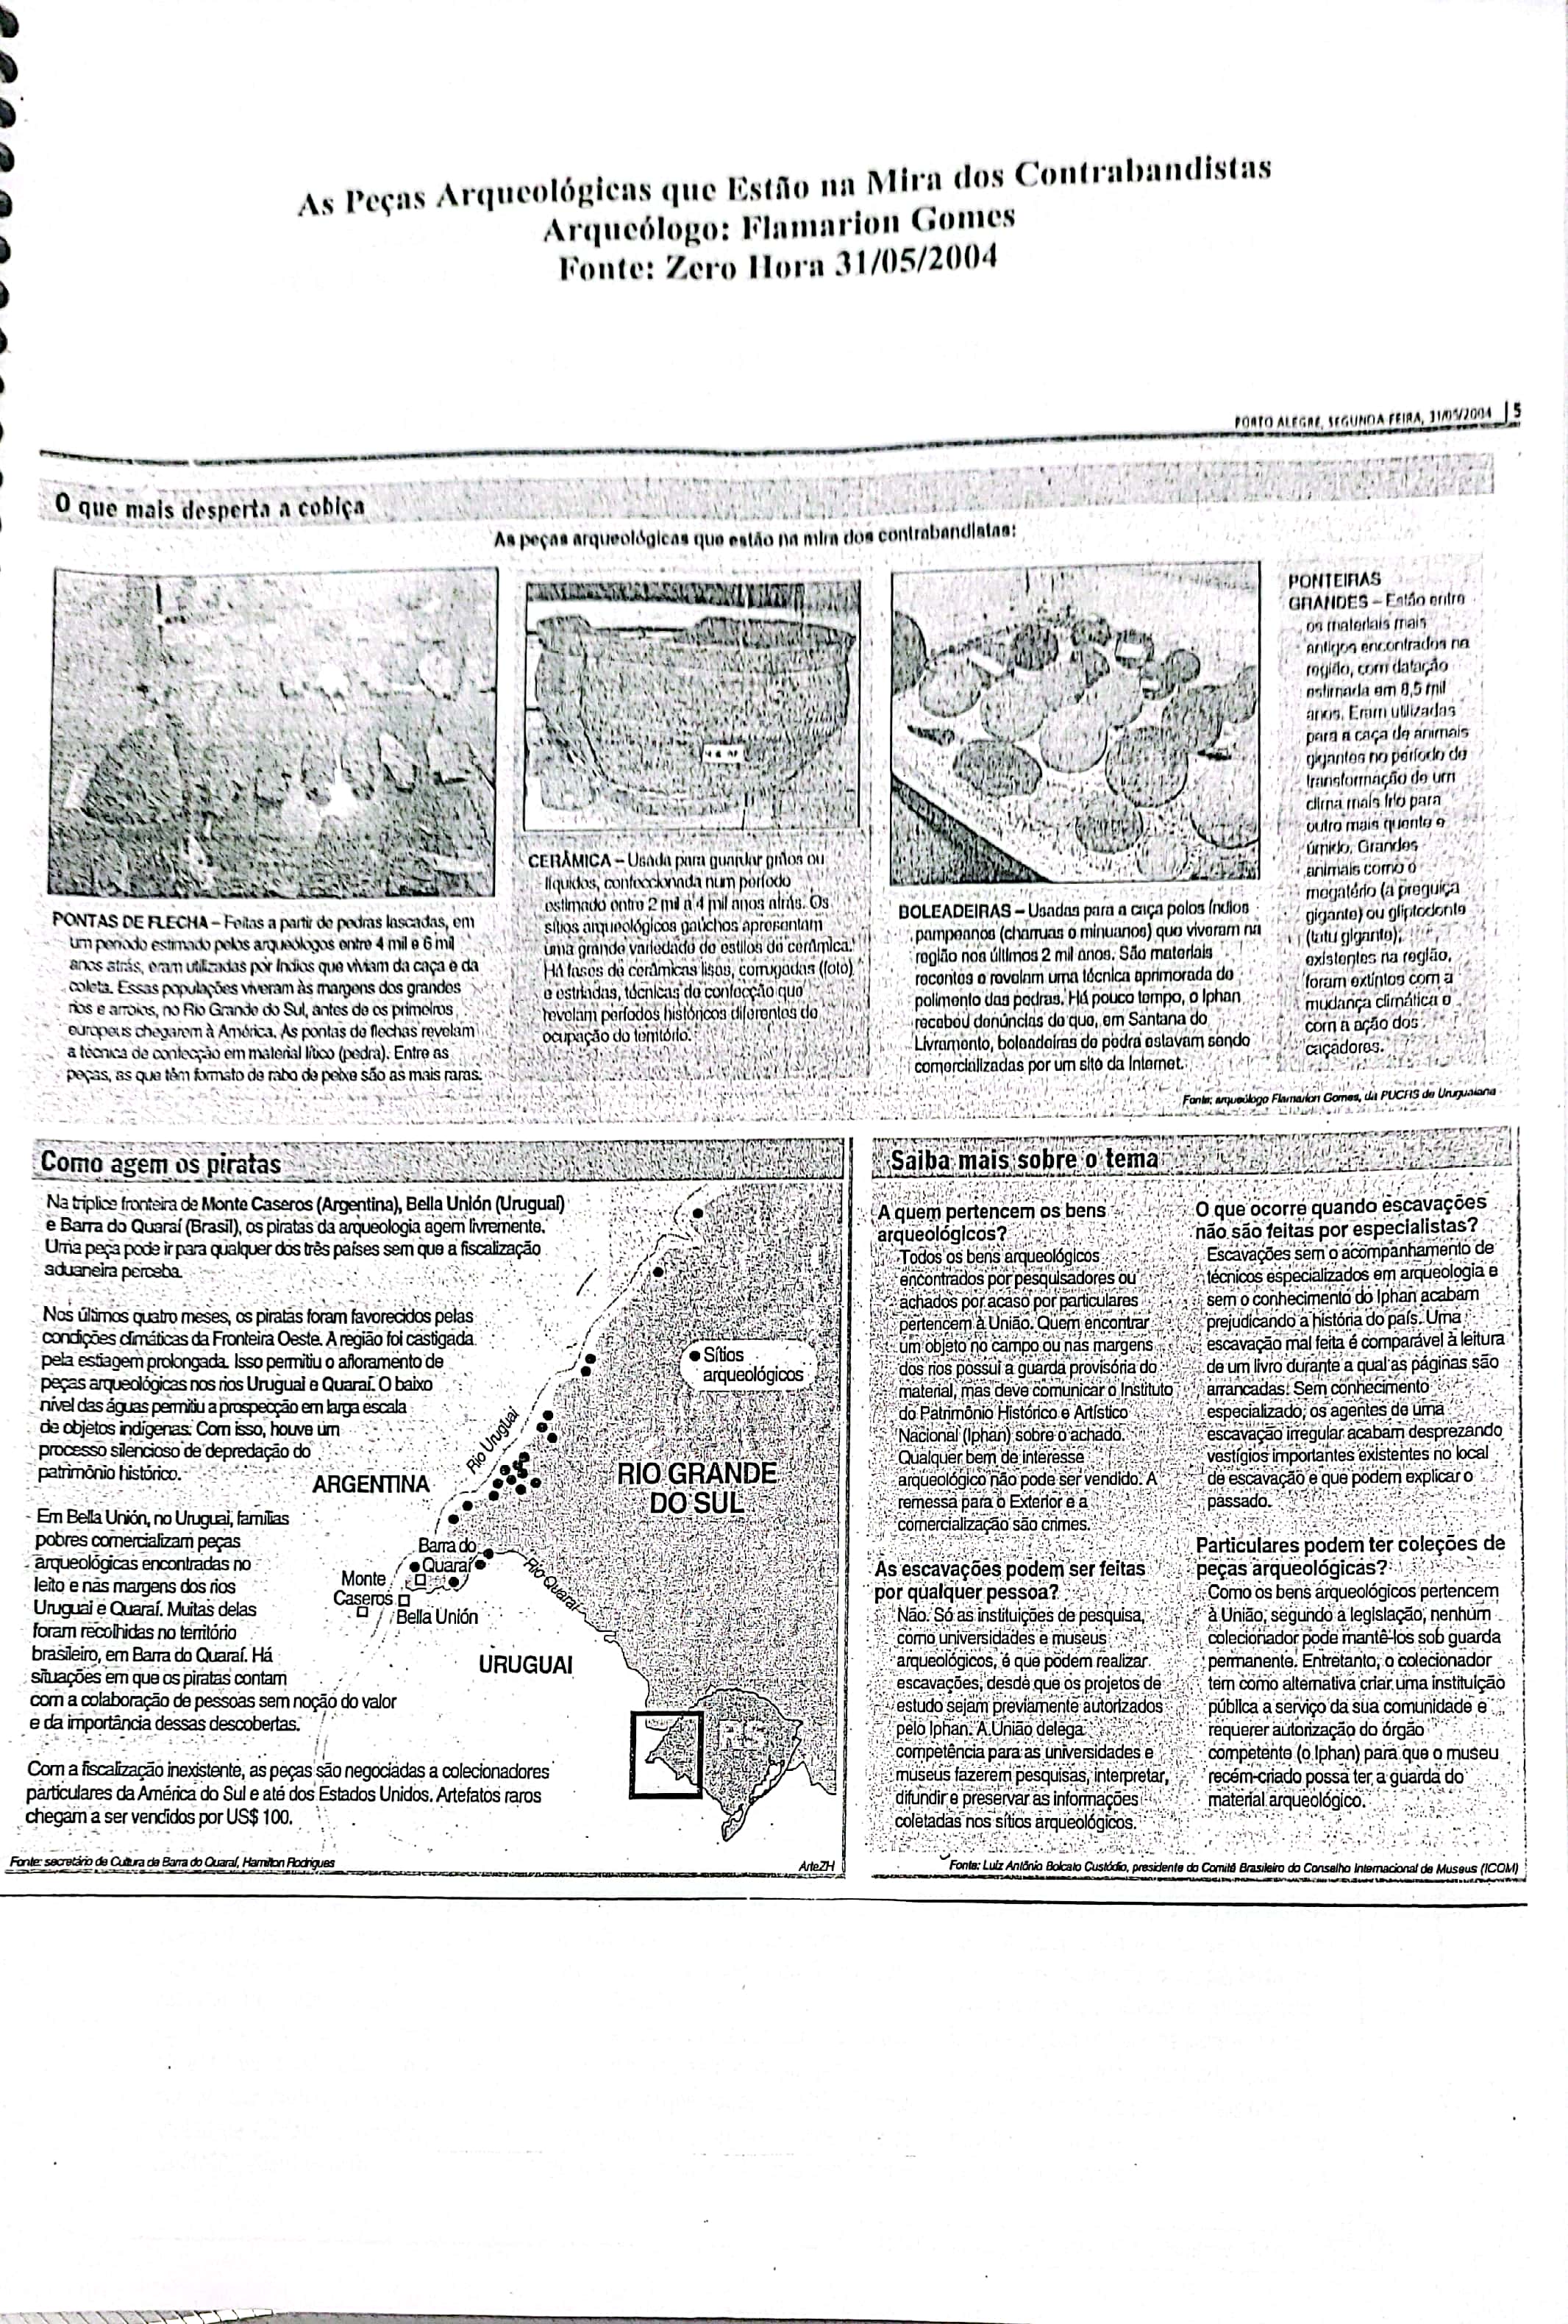 As Peças Arqueológicas que Estão na Mira dos Contrabandistas
Arqueólogo: Flamarion Gomes
Fonte: Zero Hora 31/05/2004
PORTO ALEGRE, SEGUNDA-FEIRA, 31/05/2004 | 5
O que mais desperta a cobiça
As peças arqueológicas que estão na mira dos contrabandistas:
PONTAS DE FLECHA – Feitas a partir de pedras lascadas, em
um período estimado pelos arqueólogos entre 4 mil e 6 mil
anos atrás, eram utilizadas por índios que viviam da caça e da
coleta. Essas populações viveram às margens dos grandes
rios e arroios, no Rio Grande do Sul, antes de os primeiros
europeus chegarem à América. As pontas de flechas revelam
a técnica de confecção em material lítico (pedra). Entre as
peças, as que têm formato de rabo de peixe são as mais raras.
CERÂMICA – Usada para guardar grãos ou
líquidos, confeccionada num período
estimado entre 2 mil a 4 mil anos atrás. Os
sítios arqueológicos gaúchos apresentam
uma grande variedade de estilos de cerâmica.
Há fases de cerâmicas lisas, corrugadas (foto)
e estriadas, técnicas de confecção que
revelam períodos históricos diferentes de
ocupação do território.
BOLEADEIRAS – Usadas para a caça pelos índios
pampeanos (charruas e minuanos) que viveram na
região nos últimos 2 mil anos. São materiais
recentes e revelam uma técnica aprimorada de
polimento das pedras. Há pouco tempo, o Iphan
recebeu denúncias de que, em Santana do
Livramento, boleadeiras de pedra estavam sendo
comercializadas por um site da Internet.
PONTEIRAS
GRANDES – Estão entre
os materiais mais
antigos encontrados na
região, com datação
estimada em 8,5 mil
anos. Eram utilizadas
para a caça de animais
gigantes no período de
transformação de um
clima mais frio para
outro mais quente e
úmido. Grandes
animais como o
megatério (a preguiça
gigante) ou gliptodonte
(tatu gigante),
existentes na região,
foram extintos com a
mudança climática e
com a ação dos
caçadores.
Fonte: arqueólogo Flamarion Gomes, da PUCRS de Uruguaiana
Como agem os piratas
Na tríplice fronteira de Monte Caseros (Argentina), Bella Unión (Uruguai)
e Barra do Quaraí (Brasil), os piratas da arqueologia agem livremente.
Uma peça pode ir para qualquer dos três países sem que a fiscalização
aduaneira perceba.
Nos últimos quatro meses, os piratas foram favorecidos pelas
condições climáticas da Fronteira Oeste. A região foi castigada
pela estiagem prolongada. Isso permitiu o afloramento de
peças arqueológicas nos rios Uruguai e Quaraí. O baixo
nível das águas permitiu a prospecção em larga escala
de objetos indígenas. Com isso, houve um
processo silencioso de depredação do
patrimônio histórico.
Em Bella Unión, no Uruguai, famílias
pobres comercializam peças
arqueológicas encontradas no
leito e nas margens dos rios
Uruguai e Quaraí. Muitas delas
foram recolhidas no território
brasileiro, em Barra do Quaraí. Há
situações em que os piratas contam
com a colaboração de pessoas sem noção do valor
e da importância dessas descobertas.
Com a fiscalização inexistente, as peças são negociadas a colecionadores
particulares da América do Sul e até dos Estados Unidos. Artefatos raros
chegam a ser vendidos por US$ 100.
Fonte: secretário de Cultura de Barra do Quaraí, Hamilton Rodrigues
Sítios
arqueológicos
Rio Uruguai
ARGENTINA
RIO GRANDE
DO SUL
Barra do
Quaraí
Rio Quaraí
Monte
Caseros
Bella Unión
URUGUAI
RS
ArteZH
Saiba mais sobre o tema
A quem pertencem os bens
arqueológicos?
Todos os bens arqueológicos
encontrados por pesquisadores ou
achados por acaso por particulares
pertencem à União. Quem encontrar
um objeto no campo ou nas margens
dos rios possui a guarda provisória do
material, mas deve comunicar o Instituto
do Patrimônio Histórico e Artístico
Nacional (Iphan) sobre o achado.
Qualquer bem de interesse
arqueológico não pode ser vendido. A
remessa para o Exterior e a
comercialização são crimes.
As escavações podem ser feitas
por qualquer pessoa?
Não. Só as instituições de pesquisa,
como universidades e museus
arqueológicos, é que podem realizar
escavações, desde que os projetos de
estudo sejam previamente autorizados
pelo Iphan. A União delega
competência para as universidades e
museus fazerem pesquisas, interpretar,
difundir e preservar as informações
coletadas nos sítios arqueológicos.
O que ocorre quando escavações
não são feitas por especialistas?
Escavações sem o acompanhamento de
técnicos especializados em arqueologia e
sem o conhecimento do Iphan acabam
prejudicando a história do país. Uma
escavação mal feita é comparável à leitura
de um livro durante a qual as páginas são
arrancadas. Sem conhecimento
especializado, os agentes de uma
escavação irregular acabam desprezando
vestígios importantes existentes no local
de escavação e que podem explicar o
passado.
Particulares podem ter coleções de
peças arqueológicas?
Como os bens arqueológicos pertencem
à União, segundo a legislação, nenhum
colecionador pode mantê-los sob guarda
permanente. Entretanto, o colecionador
tem como alternativa criar uma instituição
pública a serviço da sua comunidade e
requerer autorização do órgão
competente (o Iphan) para que o museu
recém-criado possa ter a guarda do
material arqueológico.
Fonte: Luiz Antônio Bolcato Custódio, presidente do Comitê Brasileiro do Conselho Internacional de Museus (ICOM)